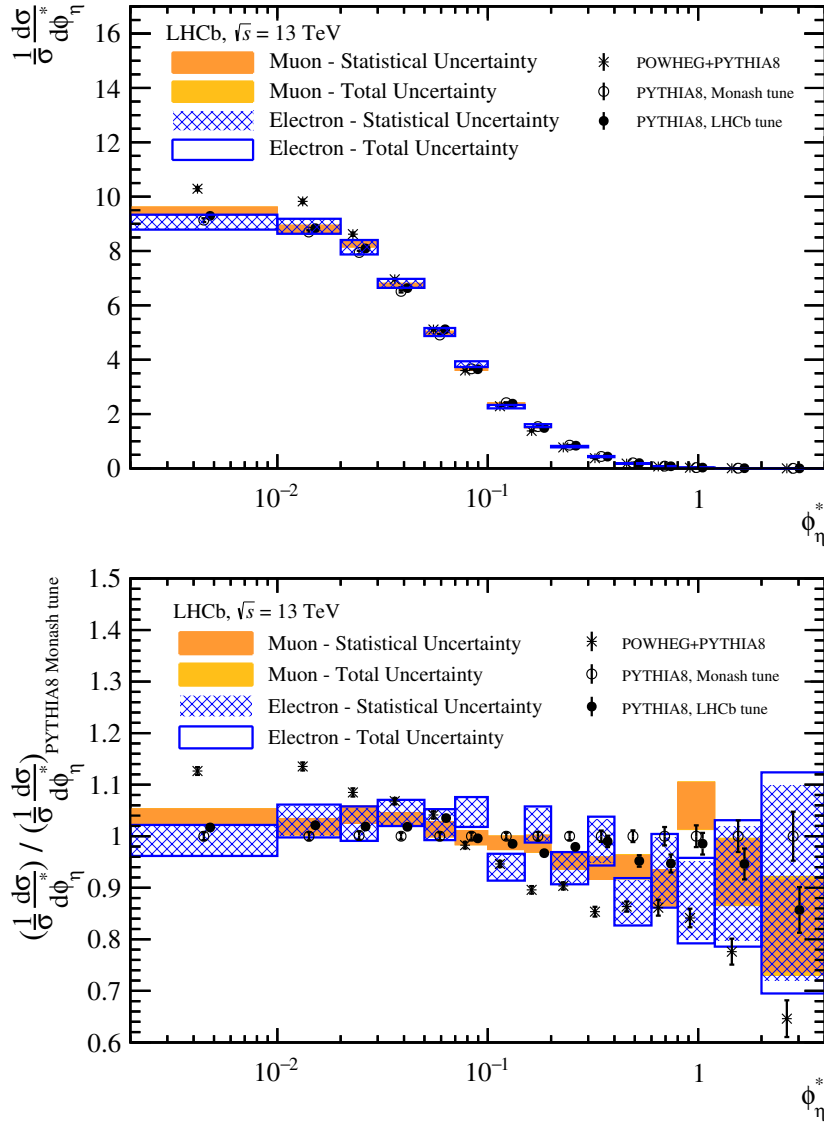 1/σ dσ/dϕ*η
LHCb, √s = 13 TeV
Muon - Statistical Uncertainty
Muon - Total Uncertainty
Electron - Statistical Uncertainty
Electron - Total Uncertainty
POWHEG+PYTHIA8
PYTHIA8, Monash tune
PYTHIA8, LHCb tune
16
14
12
10
8
6
4
2
0
10⁻² 10⁻¹ 1
ϕ*η
(1/σ dσ/dϕ*η) / (1/σ dσ/dϕ*η)PYTHIA8 Monash tune
LHCb, √s = 13 TeV
Muon - Statistical Uncertainty
Muon - Total Uncertainty
Electron - Statistical Uncertainty
Electron - Total Uncertainty
POWHEG+PYTHIA8
PYTHIA8, Monash tune
PYTHIA8, LHCb tune
1.5
1.4
1.3
1.2
1.1
1
0.9
0.8
0.7
0.6
10⁻² 10⁻¹ 1
ϕ*η